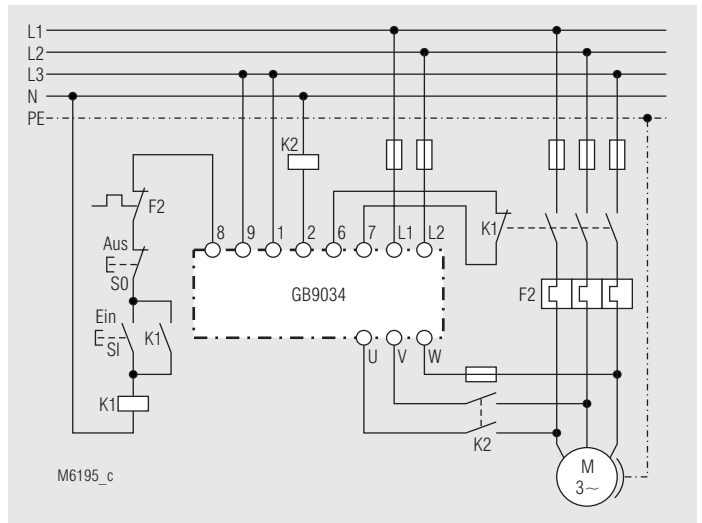 L1
L2
L3
N
PE
K2
F2
8 9 1 2 6 7 L1 L2
K1
Aus
S0
GB9034
F2
Ein
SI
K1
U V W
K1
K2
M6195_c
M
3~